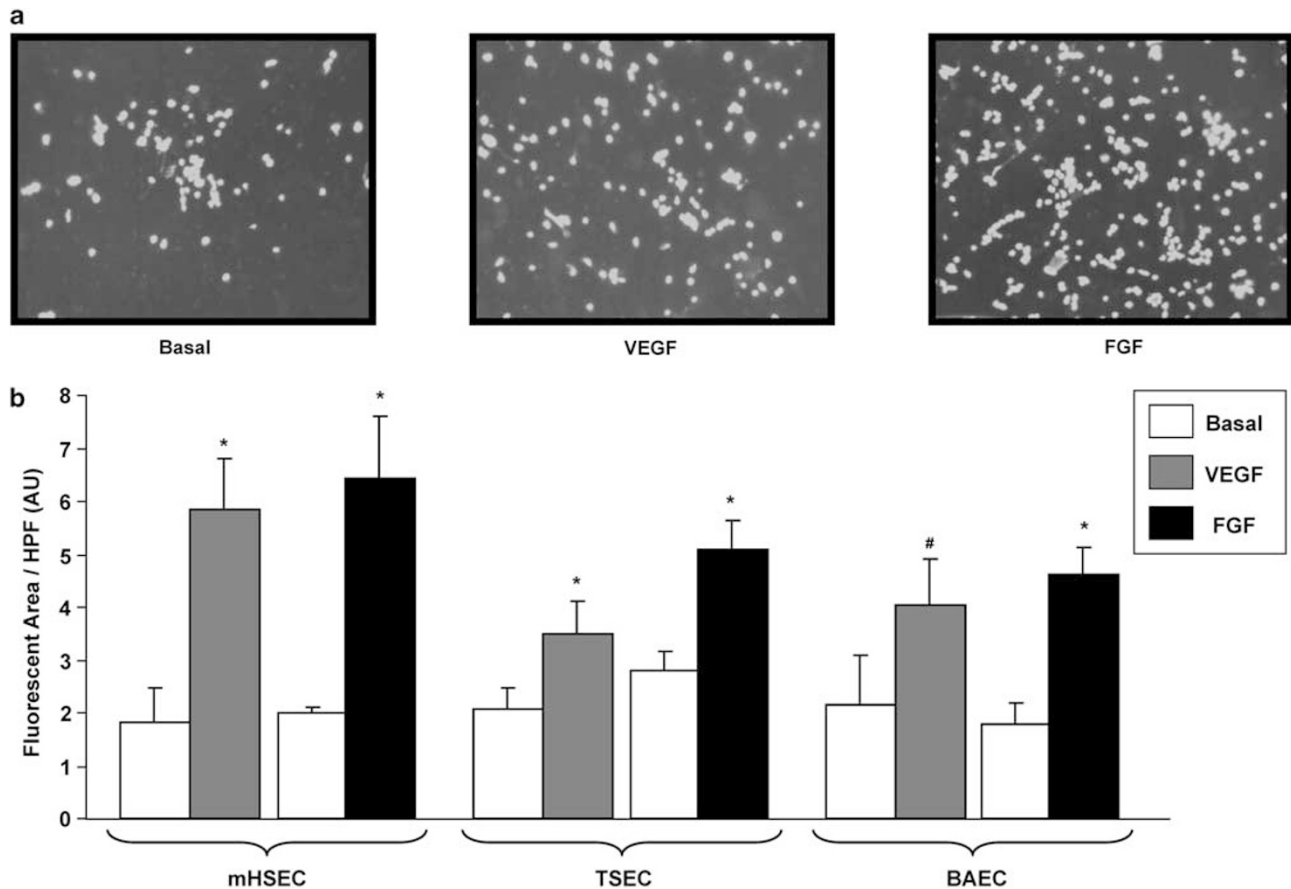 a
Basal
VEGF
FGF
b
8
7
6
5
4
3
2
1
0
Fluorescent Area / HPF (AU)
*
*
*
*
#
*
Basal
VEGF
FGF
mHSEC
TSEC
BAEC